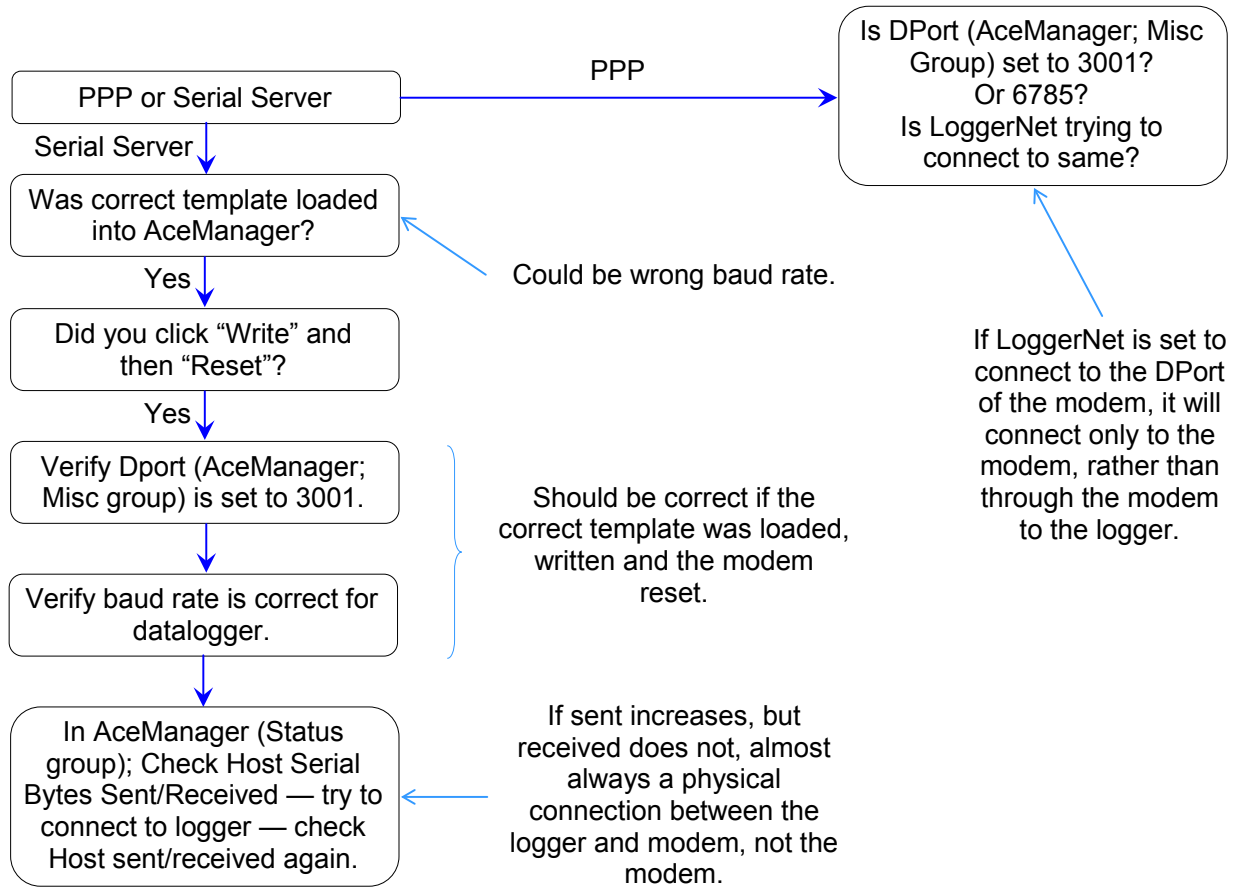 PPP or Serial Server
PPP
Is DPort (AceManager; Misc
Group) set to 3001?
Or 6785?
Is LoggerNet trying to
connect to same?
Serial Server
Was correct template loaded
into AceManager?
Could be wrong baud rate.
Yes
Did you click “Write” and
then “Reset”?
If LoggerNet is set to
connect to the DPort
of the modem, it will
connect only to the
modem, rather than
through the modem
to the logger.
Yes
Verify Dport (AceManager;
Misc group) is set to 3001.
Should be correct if the
correct template was loaded,
written and the modem
reset.
Verify baud rate is correct for
datalogger.
In AceManager (Status
group); Check Host Serial
Bytes Sent/Received — try to
connect to logger — check
Host sent/received again.
If sent increases, but
received does not, almost
always a physical
connection between the
logger and modem, not the
modem.